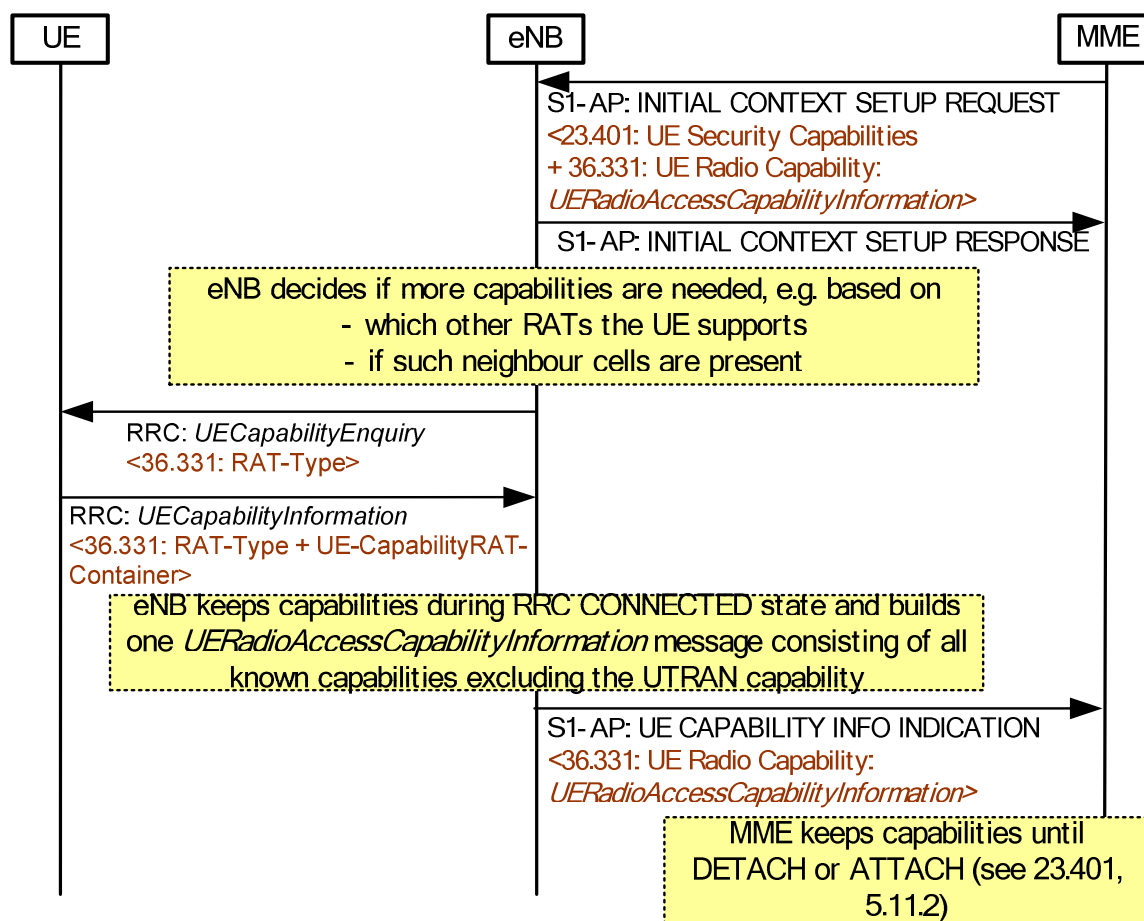 UE
eNB
MME
S1-AP: INITIAL CONTEXT SETUP REQUEST
<23.401: UE Security Capabilities
+ 36.331: UE Radio Capability:
UERadioAccessCapabilityInformation>
S1-AP: INITIAL CONTEXT SETUP RESPONSE
eNB decides if more capabilities are needed, e.g. based on
- which other RATs the UE supports
- if such neighbour cells are present
RRC: UECapabilityEnquiry
<36.331: RAT-Type>
RRC: UECapabilityInformation
<36.331: RAT-Type + UE-CapabilityRAT-
Container>
eNB keeps capabilities during RRC CONNECTED state and builds
one UERadioAccessCapabilityInformation message consisting of all
known capabilities excluding the UTRAN capability
S1-AP: UE CAPABILITY INFO INDICATION
<36.331: UE Radio Capability:
UERadioAccessCapabilityInformation>
MME keeps capabilities until
DETACH or ATTACH (see 23.401,
5.11.2)